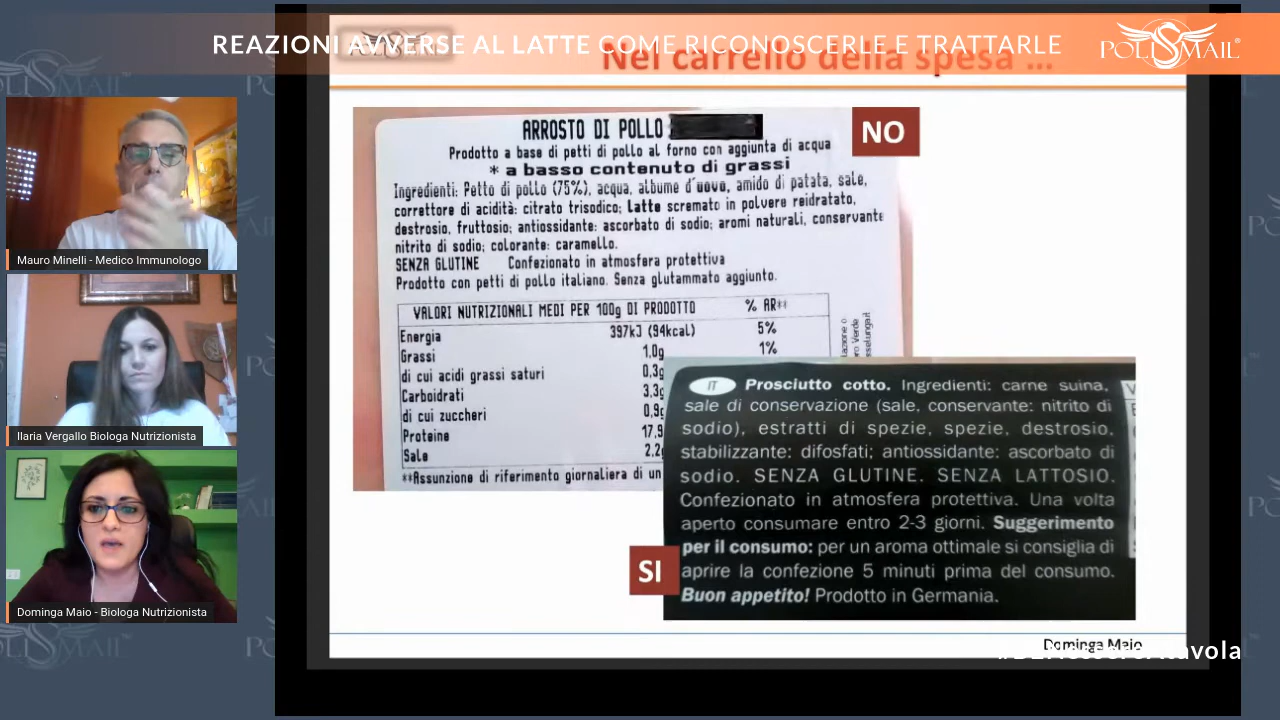 REAZIONI AVVERSE AL LATTE COME RICONOSCERLE E TRATTARLE
POLISMAIL
Nel carrello della spesa ...
NO
ARROSTO DI POLLO
Prodotto a base di petti di pollo al forno con aggiunta di acqua
* a basso contenuto di grassi
Ingredienti: Petto di pollo (75%), acqua, albume d'uovo, amido di patata, sale,
correttore di acidità: citrato trisodico; Latte scremato in polvere reidratato,
destrosio, fruttosio; antiossidante: ascorbato di sodio; aromi naturali, conservante
nitrito di sodio; colorante: caramello.
SENZA GLUTINE Confezionato in atmosfera protettiva
Prodotto con petti di pollo italiano. Senza glutammato aggiunto.
VALORI NUTRIZIONALI MEDI PER 100g DI PRODOTTO % AR**
Energia 397kJ (94kcal) 5%
Grassi 1,0g 1%
di cui acidi grassi saturi 0,3g
Carboidrati 3,3g
di cui zuccheri 0,9g
Proteine 17,9
Sale 2,2g
**Assunzione di riferimento giornaliera di un
SI
IT Prosciutto cotto. Ingredienti: carne suina,
sale di conservazione (sale, conservante: nitrito di
sodio), estratti di spezie, spezie, destrosio,
stabilizzante: difosfati; antiossidante: ascorbato di
sodio. SENZA GLUTINE. SENZA LATTOSIO.
Confezionato in atmosfera protettiva. Una volta
aperto consumare entro 2-3 giorni. Suggerimento
per il consumo: per un aroma ottimale si consiglia di
aprire la confezione 5 minuti prima del consumo.
Buon appetito! Prodotto in Germania.
Dominga Maio
Mauro Minelli - Medico Immunologo
Ilaria Vergallo Biologa Nutrizionista
Dominga Maio - Biologa Nutrizionista